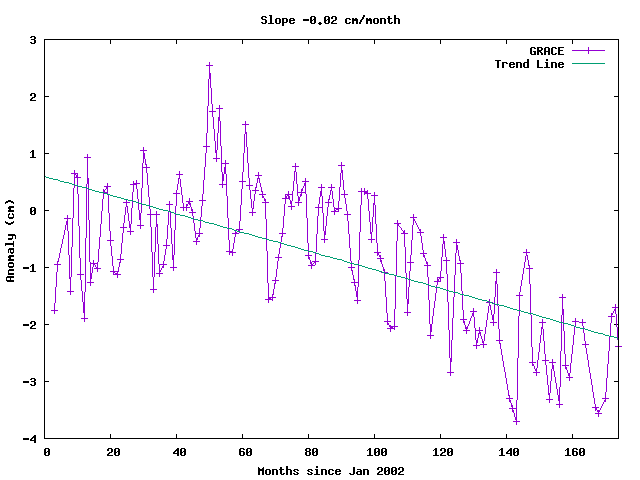 Slope -0.02 cm/month
GRACE
Trend Line
3
2
1
0
-1
-2
-3
-4
Anomaly (cm)
0 20 40 60 80 100 120 140 160
Months since Jan 2002